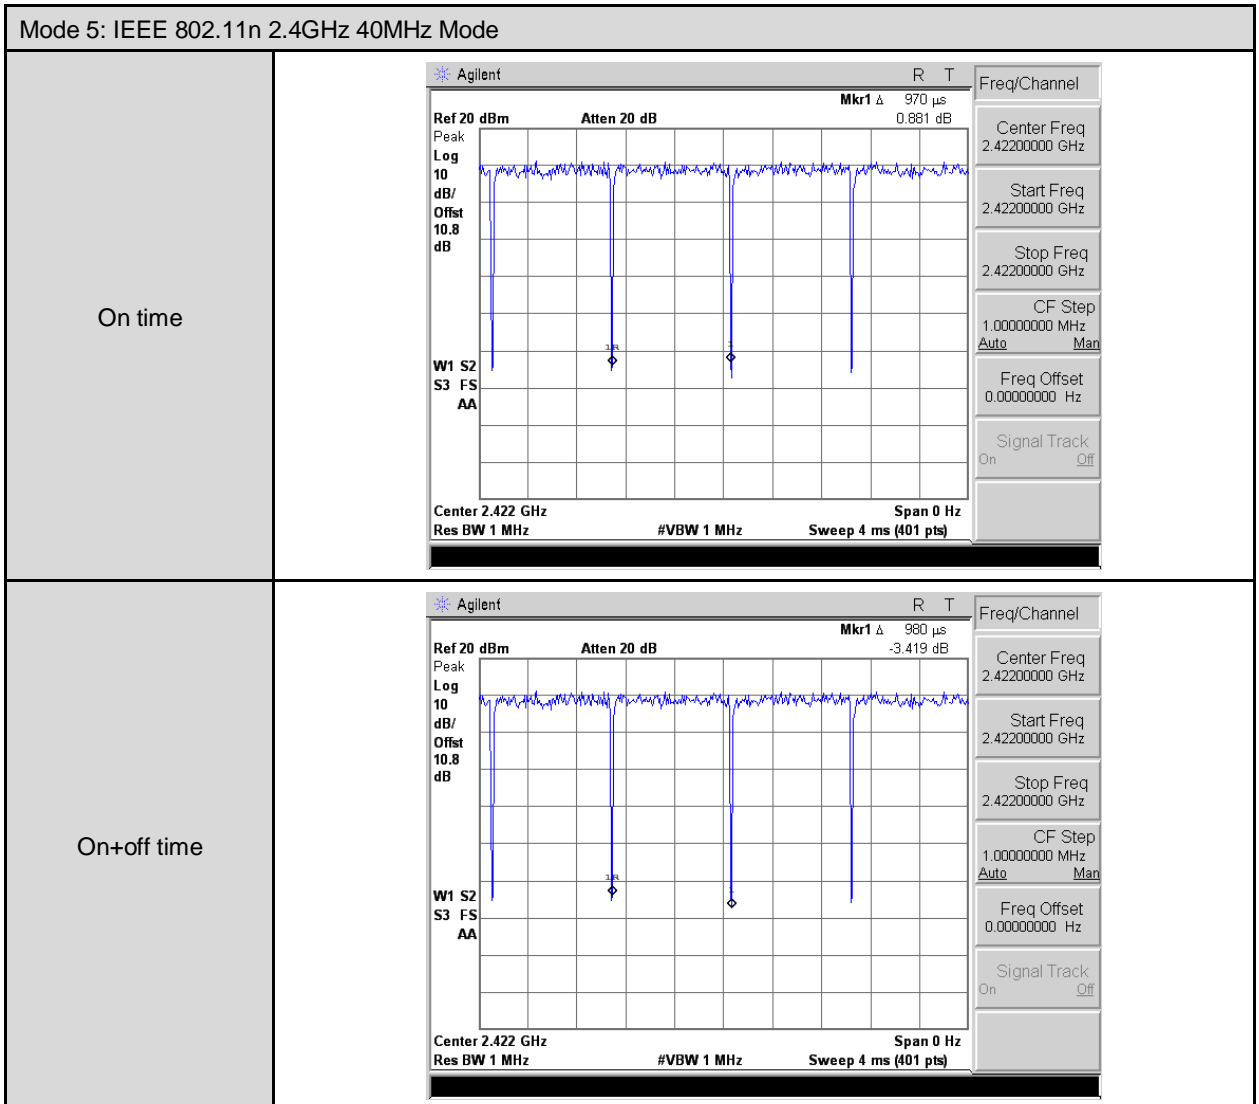 Mode 5: IEEE 802.11n 2.4GHz 40MHz Mode
On time
Agilent
R T
Freq/Channel
Mkr1 Δ 970 µs
Ref 20 dBm Atten 20 dB 0.881 dB
Peak
Log
10
dB/
Offst
10.8
dB
1R
1
W1 S2
S3 FS
AA
Center 2.422 GHz Span 0 Hz
Res BW 1 MHz #VBW 1 MHz Sweep 4 ms (401 pts)
Center Freq
2.42200000 GHz
Start Freq
2.42200000 GHz
Stop Freq
2.42200000 GHz
CF Step
1.00000000 MHz
Auto Man
Freq Offset
0.00000000 Hz
Signal Track
On Off
On+off time
Agilent
R T
Freq/Channel
Mkr1 Δ 980 µs
Ref 20 dBm Atten 20 dB -3.419 dB
Peak
Log
10
dB/
Offst
10.8
dB
1R
1
W1 S2
S3 FS
AA
Center 2.422 GHz Span 0 Hz
Res BW 1 MHz #VBW 1 MHz Sweep 4 ms (401 pts)
Center Freq
2.42200000 GHz
Start Freq
2.42200000 GHz
Stop Freq
2.42200000 GHz
CF Step
1.00000000 MHz
Auto Man
Freq Offset
0.00000000 Hz
Signal Track
On Off